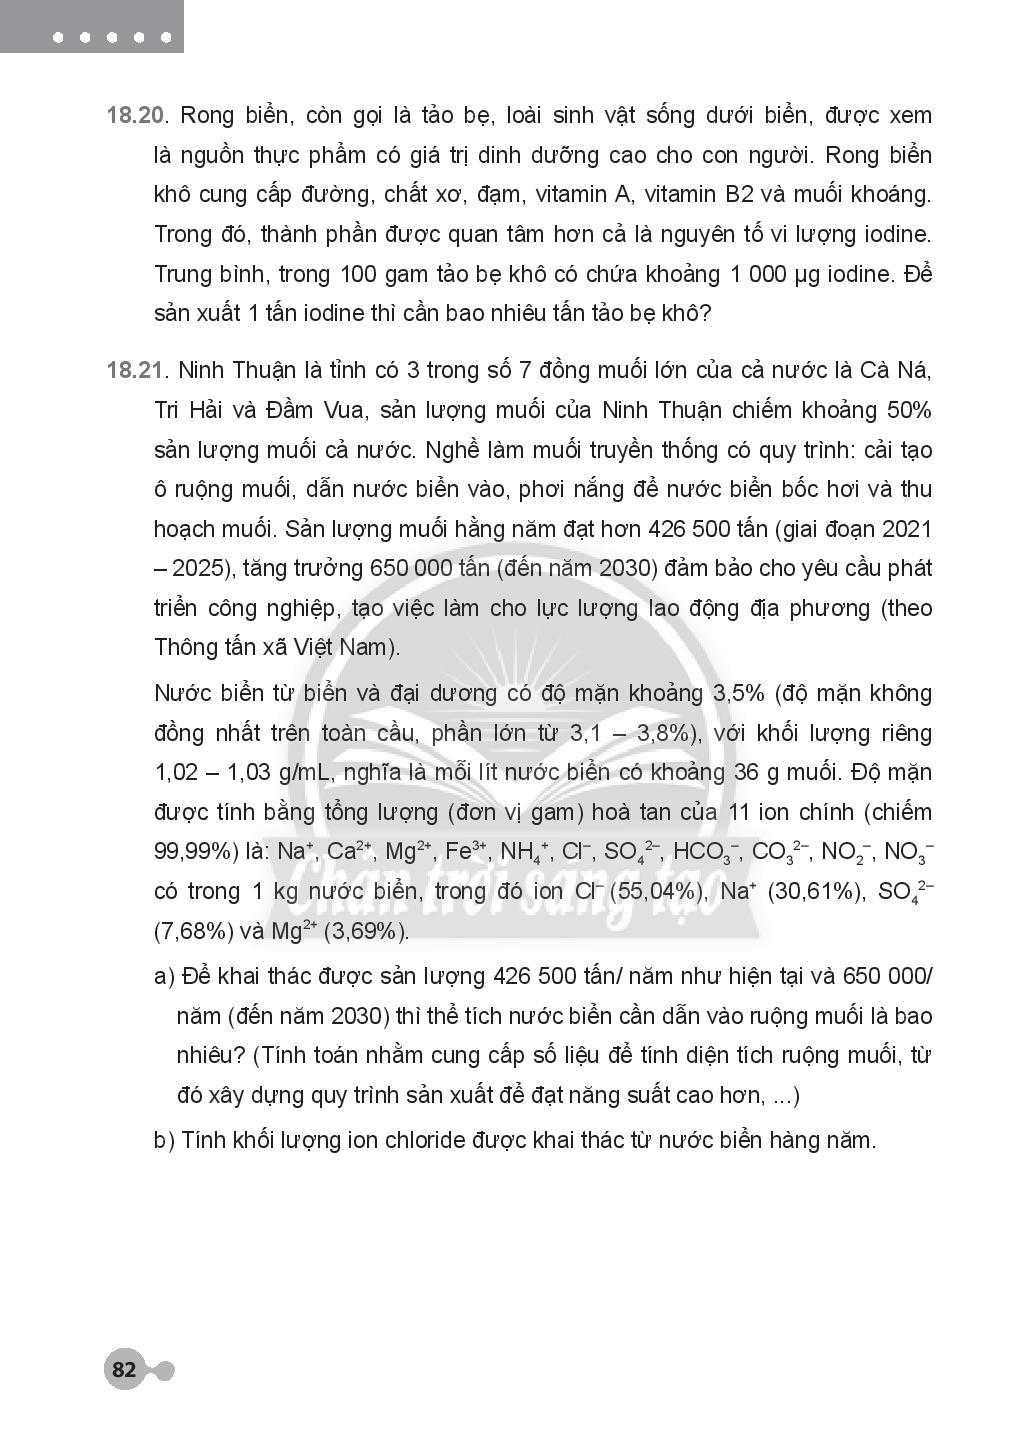 18.20. Rong biển, còn gọi là tảo bẹ, loài sinh vật sống dưới biển, được xem
là nguồn thực phẩm có giá trị dinh dưỡng cao cho con người. Rong biển
khô cung cấp đường, chất xơ, đạm, vitamin A, vitamin B2 và muối khoáng.
Trong đó, thành phần được quan tâm hơn cả là nguyên tố vi lượng iodine.
Trung bình, trong 100 gam tảo bẹ khô có chứa khoảng 1 000 µg iodine. Để
sản xuất 1 tấn iodine thì cần bao nhiêu tấn tảo bẹ khô?
18.21. Ninh Thuận là tỉnh có 3 trong số 7 đồng muối lớn của cả nước là Cà Ná,
Tri Hải và Đầm Vua, sản lượng muối của Ninh Thuận chiếm khoảng 50%
sản lượng muối cả nước. Nghề làm muối truyền thống có quy trình: cải tạo
ô ruộng muối, dẫn nước biển vào, phơi nắng để nước biển bốc hơi và thu
hoạch muối. Sản lượng muối hằng năm đạt hơn 426 500 tấn (giai đoạn 2021
– 2025), tăng trưởng 650 000 tấn (đến năm 2030) đảm bảo cho yêu cầu phát
triển công nghiệp, tạo việc làm cho lực lượng lao động địa phương (theo
Thông tấn xã Việt Nam).
Nước biển từ biển và đại dương có độ mặn khoảng 3,5% (độ mặn không
đồng nhất trên toàn cầu, phần lớn từ 3,1 – 3,8%), với khối lượng riêng
1,02 – 1,03 g/mL, nghĩa là mỗi lít nước biển có khoảng 36 g muối. Độ mặn
được tính bằng tổng lượng (đơn vị gam) hoà tan của 11 ion chính (chiếm
99,99%) là: Na⁺, Ca²⁺, Mg²⁺, Fe³⁺, NH₄⁺, Cl⁻, SO₄²⁻, HCO₃⁻, CO₃²⁻, NO₂⁻, NO₃⁻
có trong 1 kg nước biển, trong đó ion Cl⁻ (55,04%), Na⁺ (30,61%), SO₄²⁻
(7,68%) và Mg²⁺ (3,69%).
Chân trời sáng tạo
a) Để khai thác được sản lượng 426 500 tấn/ năm như hiện tại và 650 000/
năm (đến năm 2030) thì thể tích nước biển cần dẫn vào ruộng muối là bao
nhiêu? (Tính toán nhằm cung cấp số liệu để tính diện tích ruộng muối, từ
đó xây dựng quy trình sản xuất để đạt năng suất cao hơn, ...)
b) Tính khối lượng ion chloride được khai thác từ nước biển hàng năm.
82